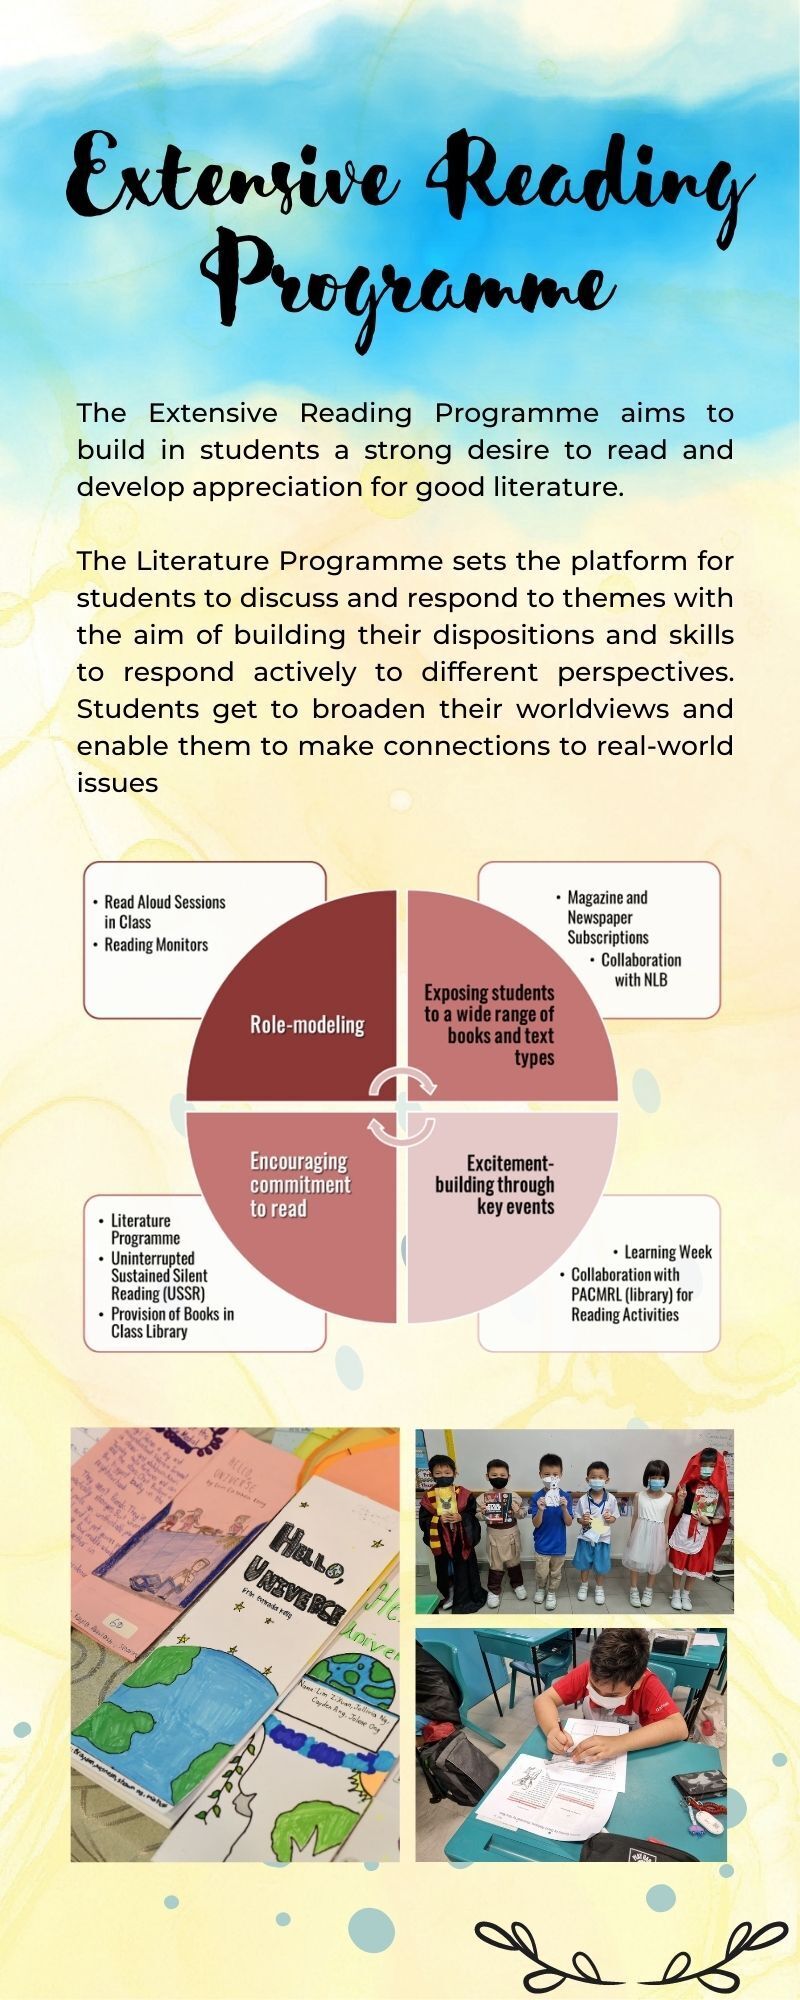 Extensive Reading
Programme
The Extensive Reading Programme aims to
build in students a strong desire to read and
develop appreciation for good literature.
The Literature Programme sets the platform for
students to discuss and respond to themes with
the aim of building their dispositions and skills
to respond actively to different perspectives.
Students get to broaden their worldviews and
enable them to make connections to real-world
issues
• Read Aloud Sessions
in Class
• Reading Monitors
Role-modeling
• Magazine and
Newspaper
Subscriptions
• Collaboration
with NLB
Exposing students
to a wide range of
books and text
types
Encouraging
commitment
to read
• Literature
Programme
• Uninterrupted
Sustained Silent
Reading (USSR)
• Provision of Books in
Class Library
Excitement-
building through
key events
• Learning Week
• Collaboration with
PACMRL (library) for
Reading Activities
HELLO,
UNIVERSE
HELLO,
UNIVERSE